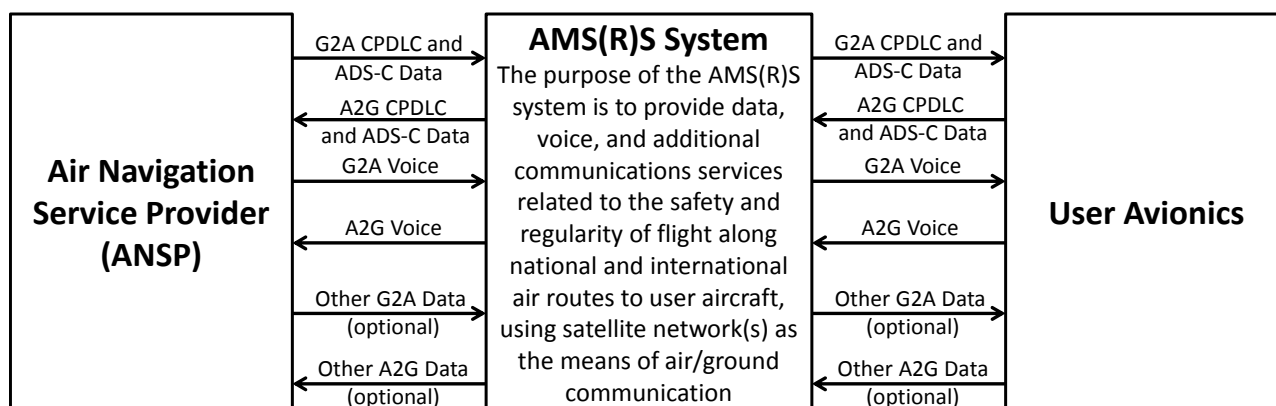 Air Navigation
Service Provider
(ANSP)
G2A CPDLC and
ADS-C Data
A2G CPDLC
and ADS-C Data
G2A Voice
A2G Voice
Other G2A Data
(optional)
Other A2G Data
(optional)
AMS(R)S System
The purpose of the AMS(R)S
system is to provide data,
voice, and additional
communications services
related to the safety and
regularity of flight along
national and international
air routes to user aircraft,
using satellite network(s) as
the means of air/ground
communication
G2A CPDLC and
ADS-C Data
A2G CPDLC
and ADS-C Data
G2A Voice
A2G Voice
Other G2A Data
(optional)
Other A2G Data
(optional)
User Avionics